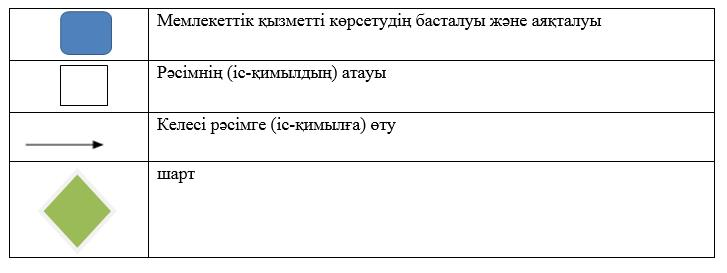 Мемлекеттік қызметті көрсетудің басталуы және аяқталуы
Рәсімнің (іс-қимылдың) атауы
Келесі рәсімге (іс-қимылға) өту
шарт